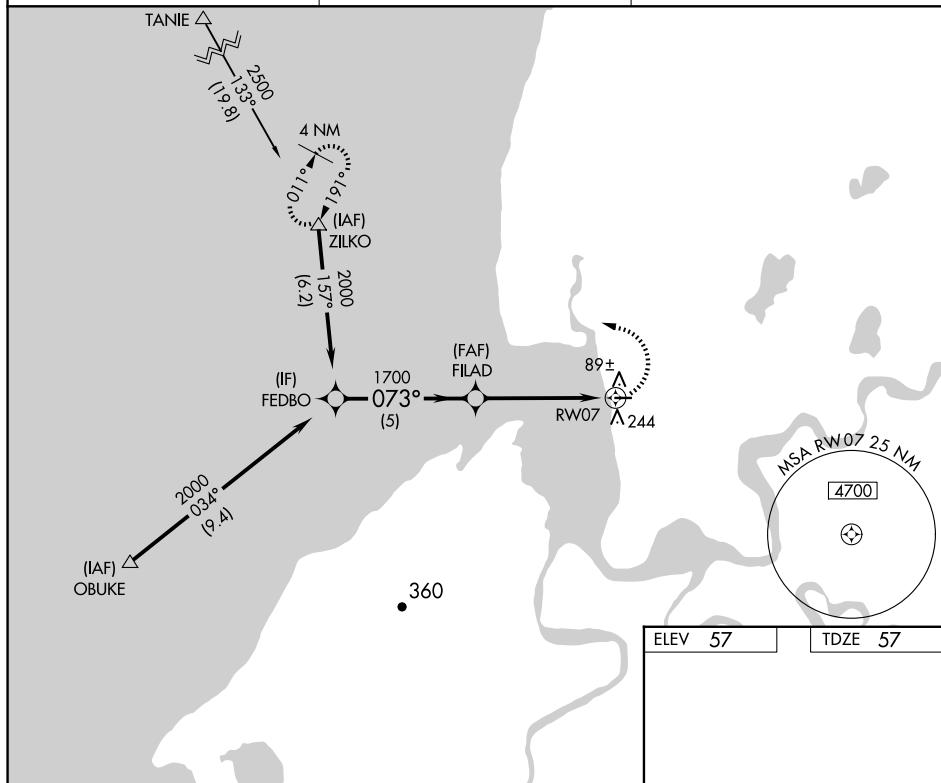 TANIE
2500
133°
(19.8)
4 NM
011°
191°
(IAF)
ZILKO
2000
157°
(6.2)
(IF)
FEDBO
1700
073°
(5)
(FAF)
FILAD
89±
RW07
244
2000
034°
(9.4)
(IAF)
OBUKE
360
MSA RW07 25 NM
4700
ELEV 57
TDZE 57